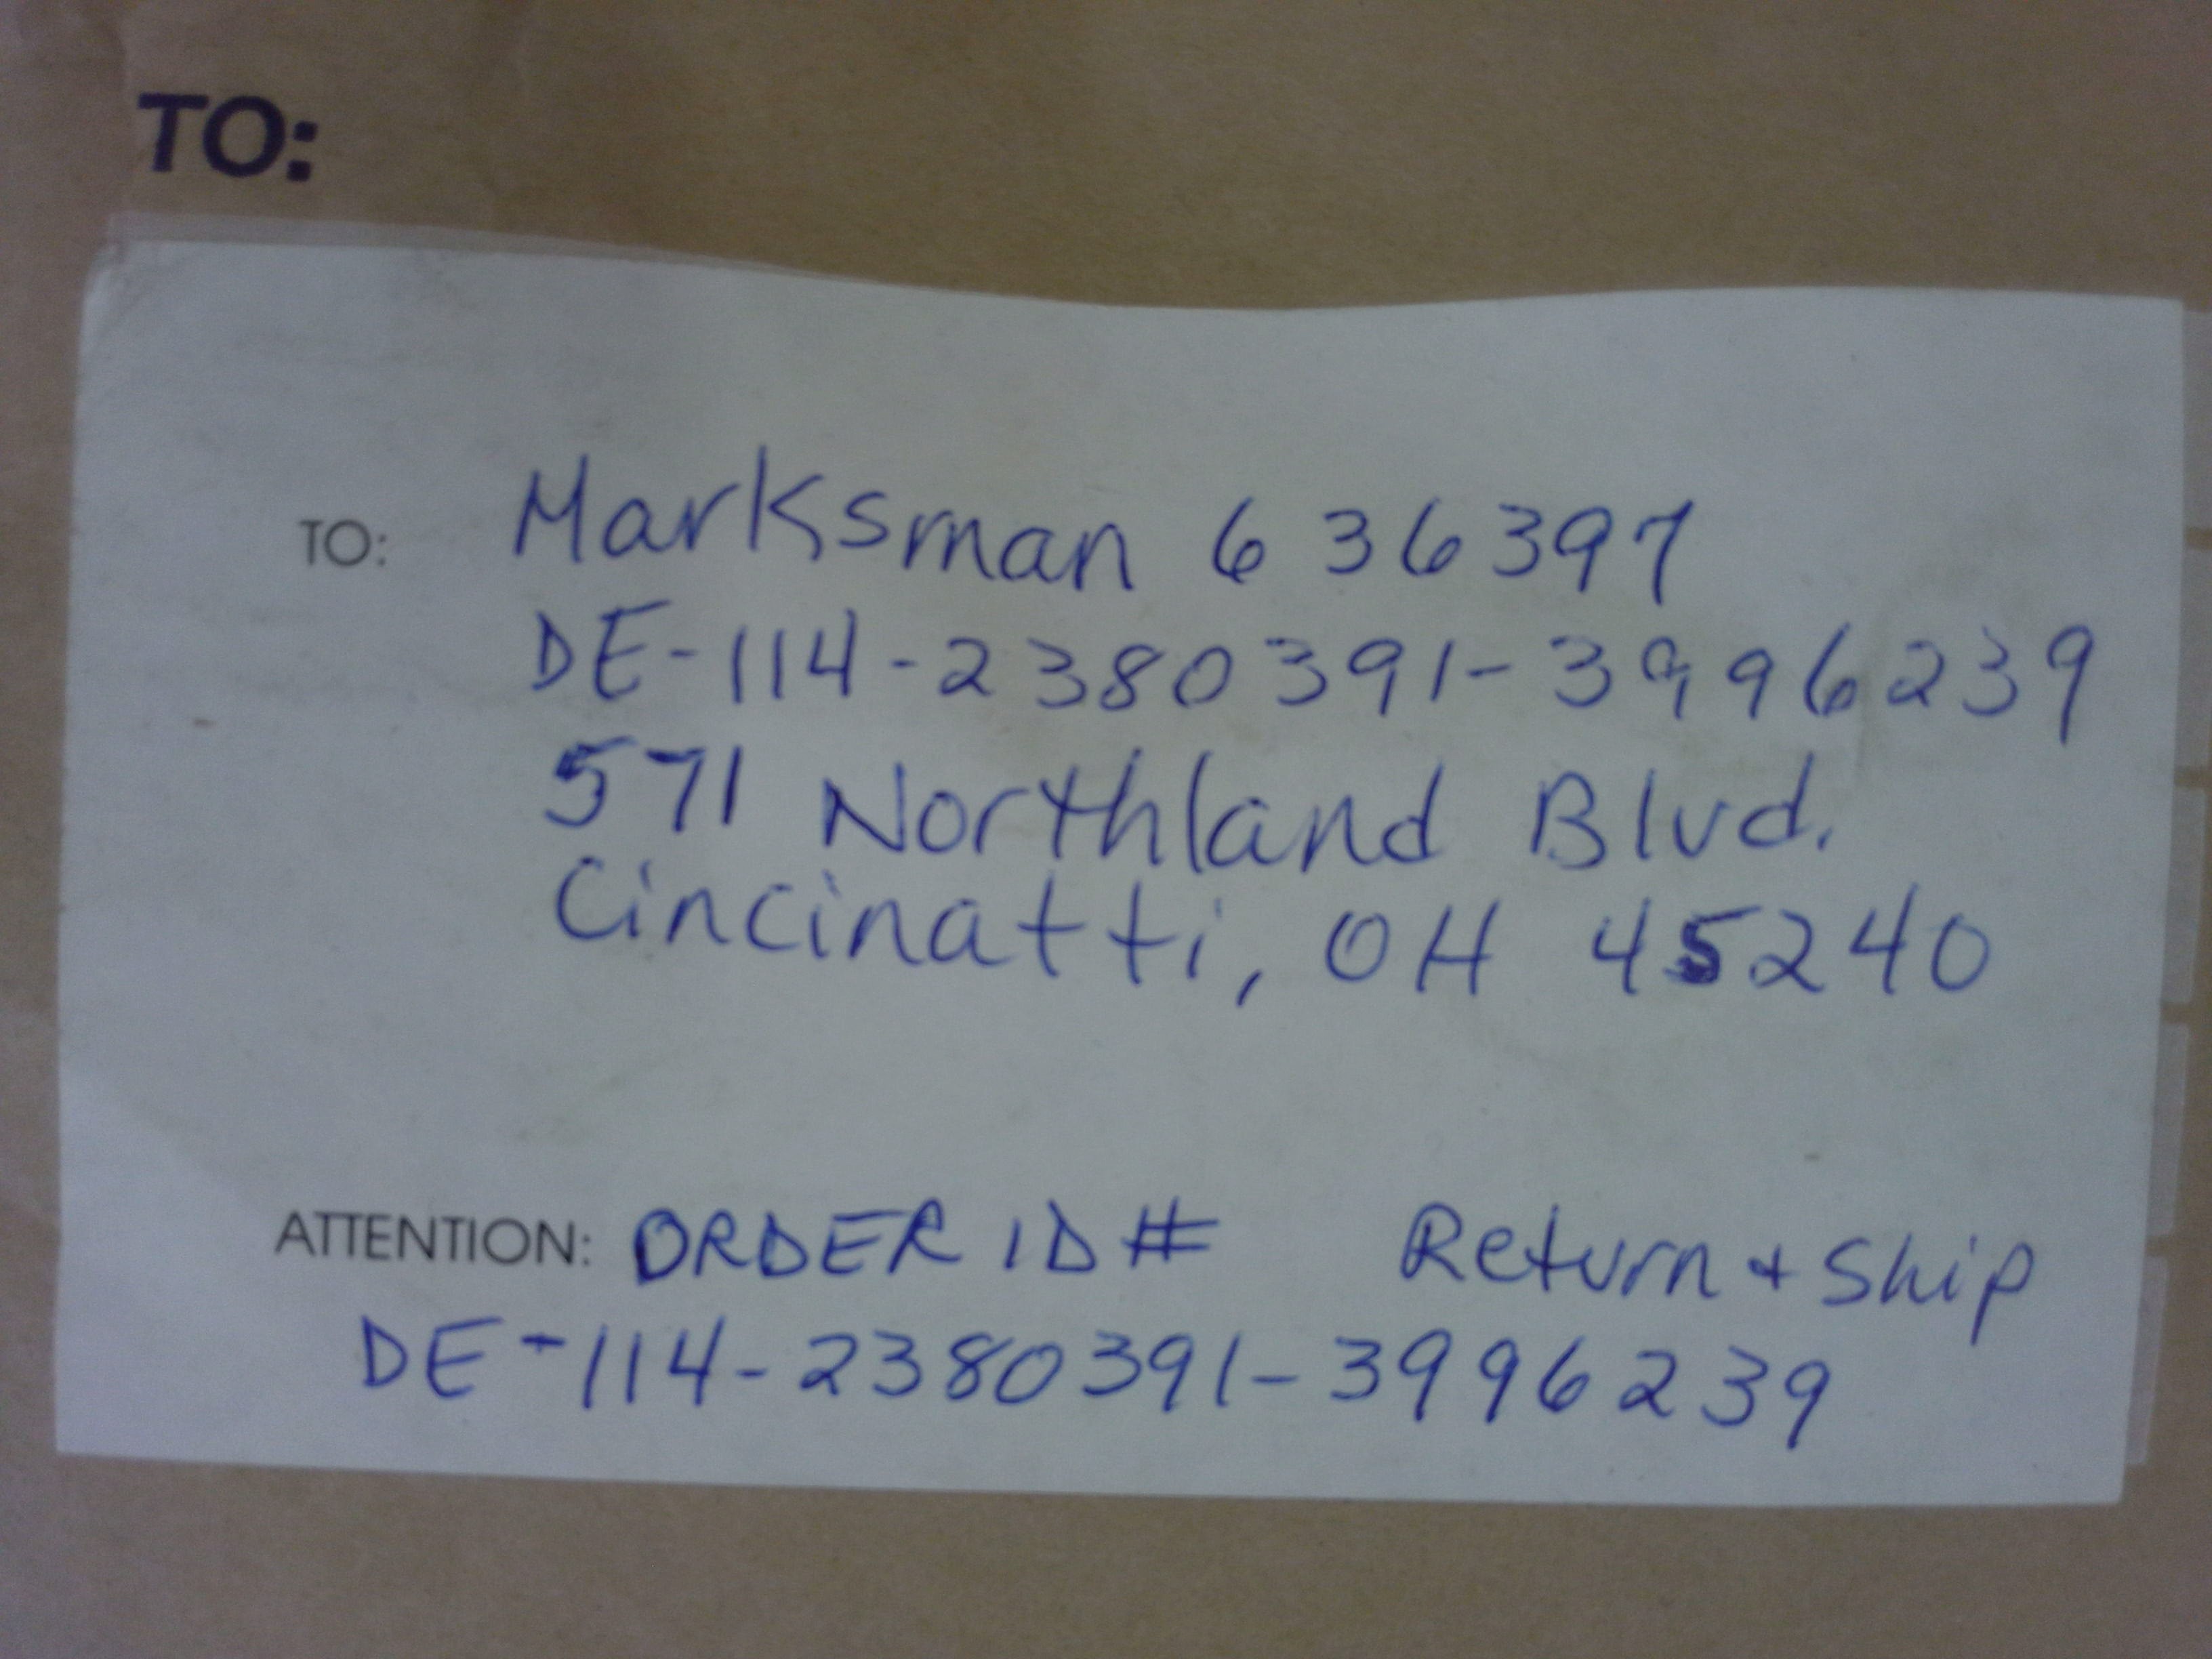 TO:
TO: Marksman 636397
DE-114-2380391-3996239
571 Northland Blvd.
Cincinatti, OH 45240
ATTENTION: ORDER ID # Return + Ship
DE-114-2380391-3996239